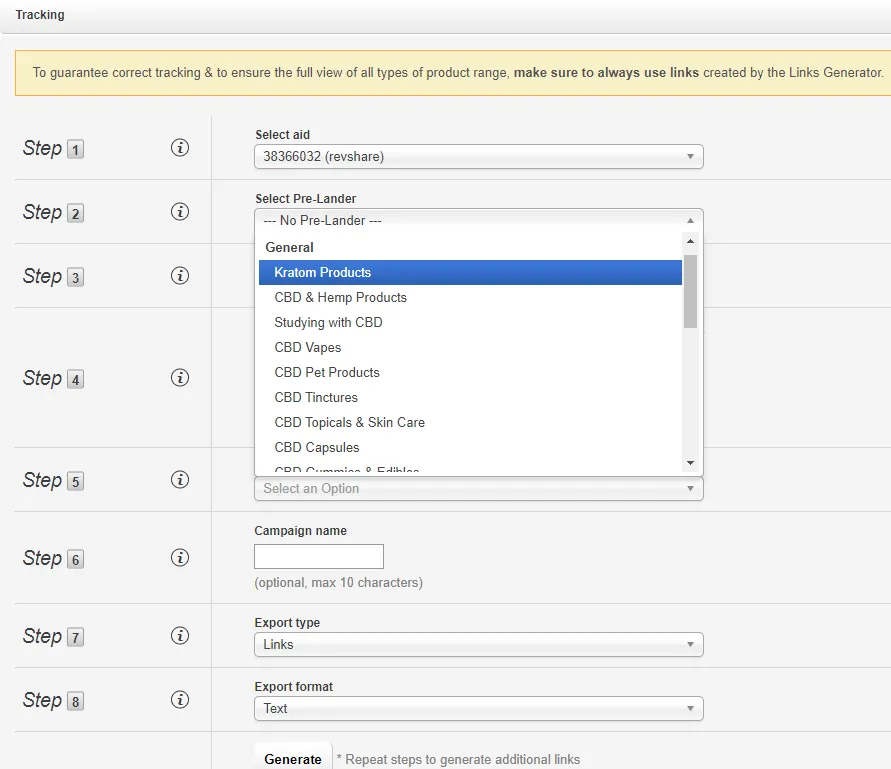 Tracking
To guarantee correct tracking & to ensure the full view of all types of product range, make sure to always use links created by the Links Generator.
Step 1
Select aid
38366032 (revshare)
Step 2
Select Pre-Lander
--- No Pre-Lander ---
General
Kratom Products
Step 3
CBD & Hemp Products
Studying with CBD
CBD Vapes
CBD Pet Products
Step 4
CBD Tinctures
CBD Topicals & Skin Care
CBD Capsules
CBD Gummies & Edibles
Step 5
Select an Option
Step 6
Campaign name
(optional, max 10 characters)
Step 7
Export type
Links
Step 8
Export format
Text
Generate * Repeat steps to generate additional links